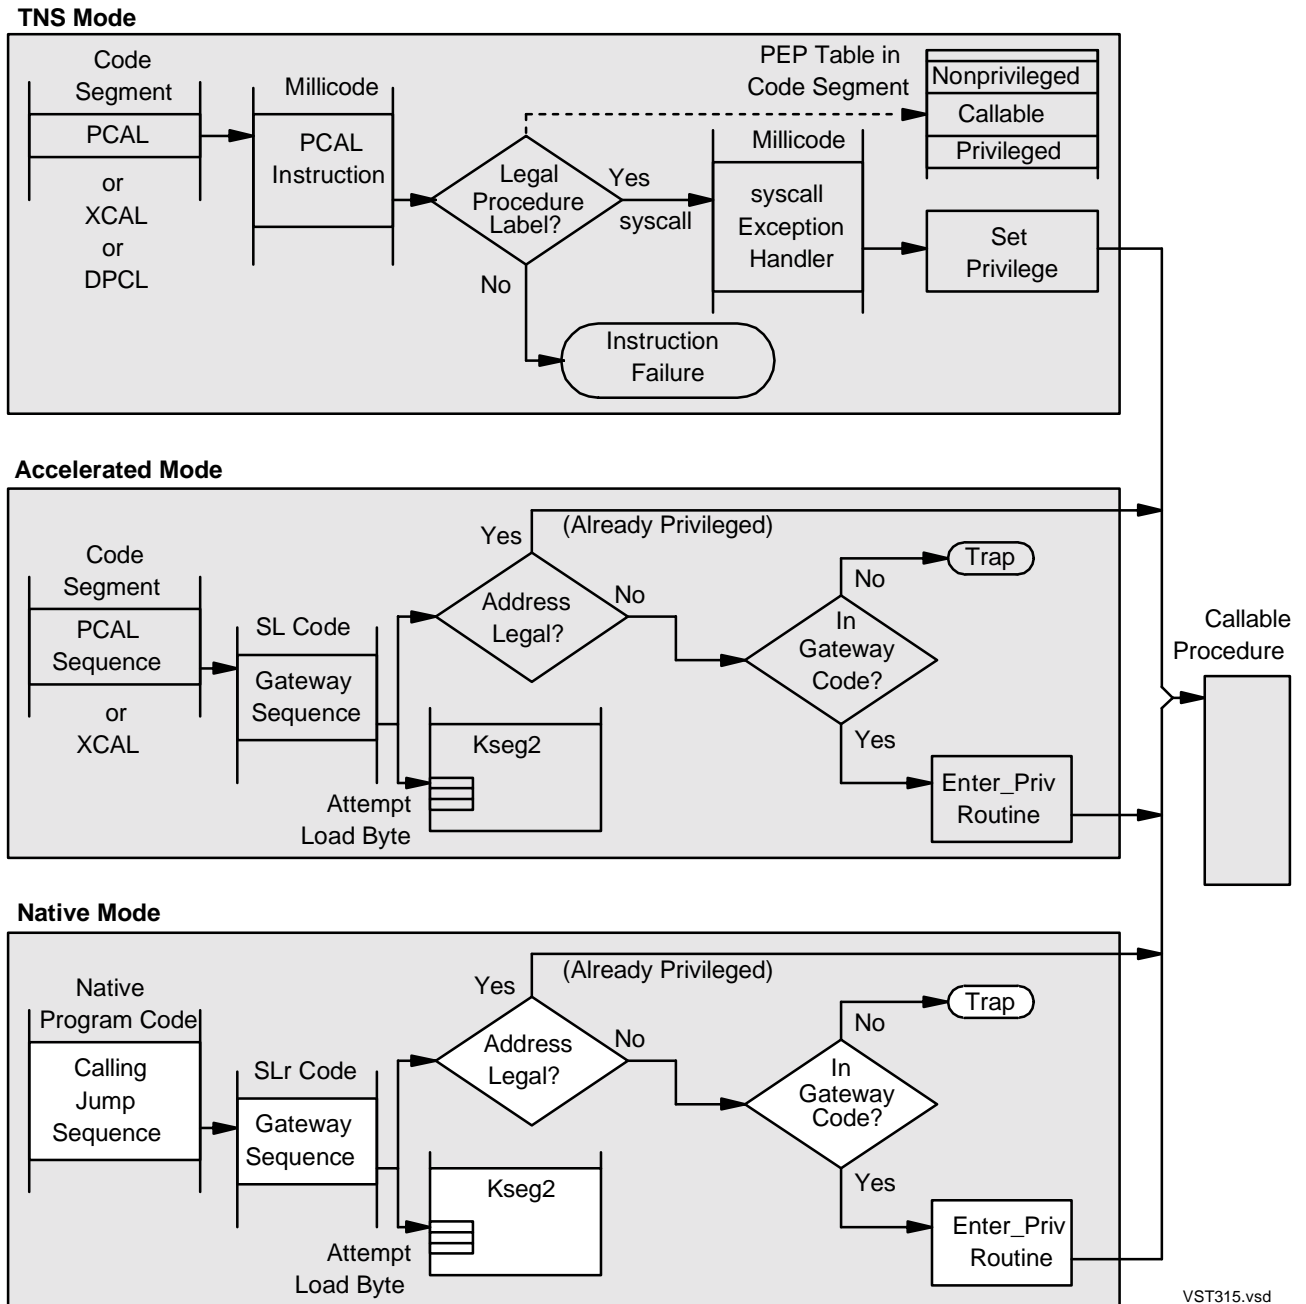 TNS Mode
Code
Segment
PCAL
or
XCAL
or
DPCL
Millicode
PCAL
Instruction
Legal
Procedure
Label?
Yes
syscall
No
Instruction
Failure
PEP Table in
Code Segment
Nonprivileged
Callable
Privileged
Millicode
syscall
Exception
Handler
Set
Privilege
Accelerated Mode
Code
Segment
PCAL
Sequence
or
XCAL
SL Code
Gateway
Sequence
Yes
(Already Privileged)
Address
Legal?
No
Kseg2
Attempt
Load Byte
In
Gateway
Code?
No
Trap
Yes
Enter_Priv
Routine
Callable
Procedure
Native Mode
Native
Program Code
Calling
Jump
Sequence
SLr Code
Gateway
Sequence
Yes
(Already Privileged)
Address
Legal?
No
Kseg2
Attempt
Load Byte
In
Gateway
Code?
No
Trap
Yes
Enter_Priv
Routine
VST315.vsd